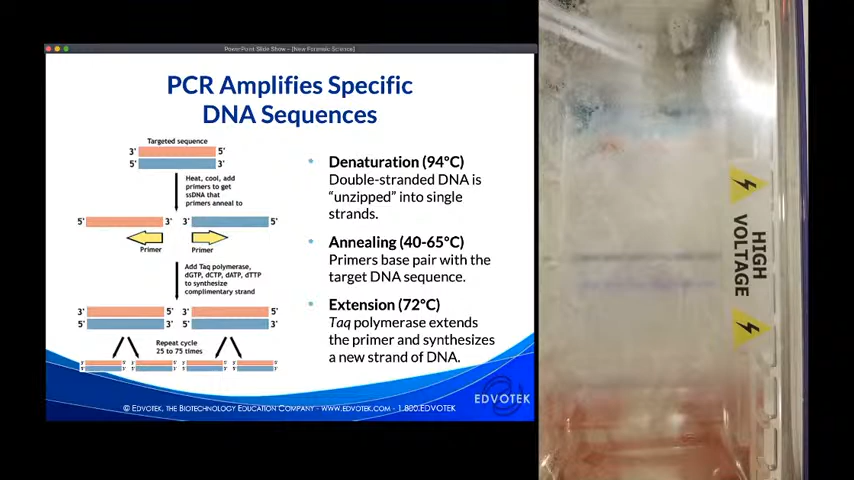 PowerPoint Slide Show - [New Forensic Science]
PCR Amplifies Specific
DNA Sequences
Targeted sequence
3' 5'
5' 3'
Heat, cool, add
primers to get
ssDNA that
primers anneal to
5' 3' 3' 5'
Primer Primer
Add Taq polymerase,
dGTP, dCTP, dATP, dTTP
to synthesize
complimentary strand
3' 5' 3' 5'
5' 3' 5' 3'
Repeat cycle
25 to 75 times
• Denaturation (94°C)
Double-stranded DNA is
“unzipped” into single
strands.
• Annealing (40-65°C)
Primers base pair with the
target DNA sequence.
• Extension (72°C)
Taq polymerase extends
the primer and synthesizes
a new strand of DNA.
© EDVOTEK, THE BIOTECHNOLOGY EDUCATION COMPANY - WWW.EDVOTEK.COM - 1.800.EDVOTEK
EDVOTEK
HIGH
VOLTAGE